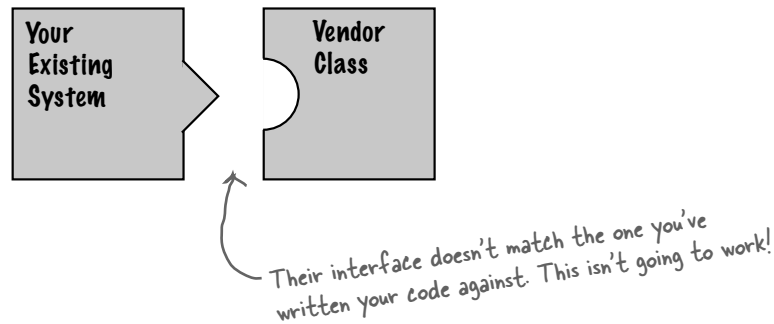 Your
Existing
System
Vendor
Class
Their interface doesn't match the one you've
written your code against. This isn't going to work!